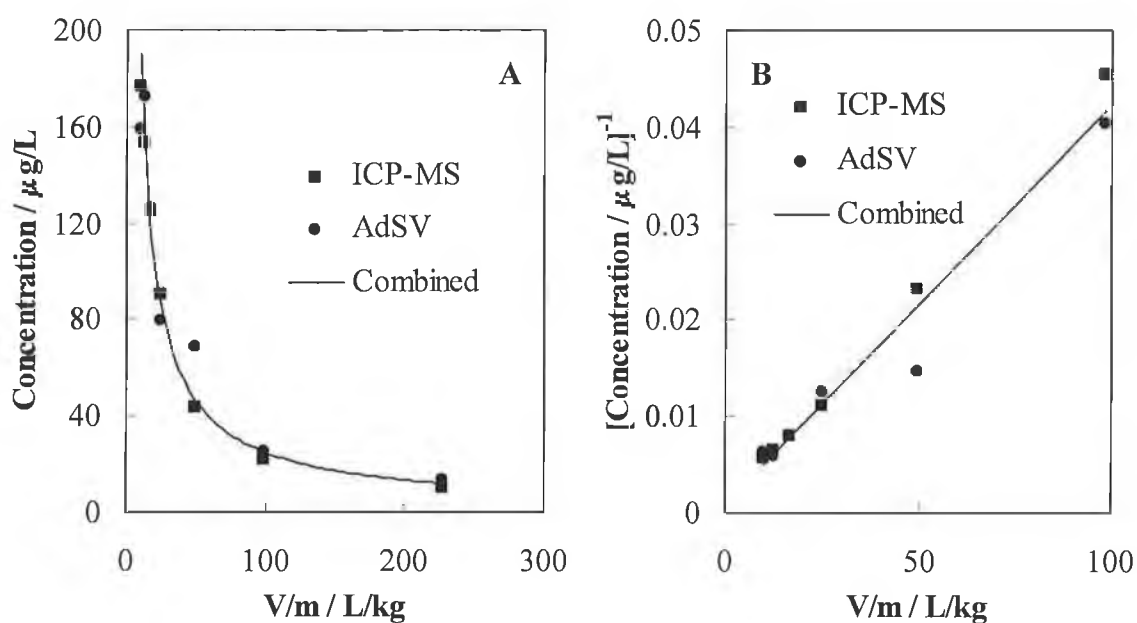 A
200
160
120
80
40
0
Concentration / μg/L
ICP-MS
AdSV
Combined
0
100
200
300
V/m / L/kg
B
0.05
0.04
0.03
0.02
0.01
0
[Concentration / μg/L]⁻¹
ICP-MS
AdSV
Combined
0
50
100
V/m / L/kg